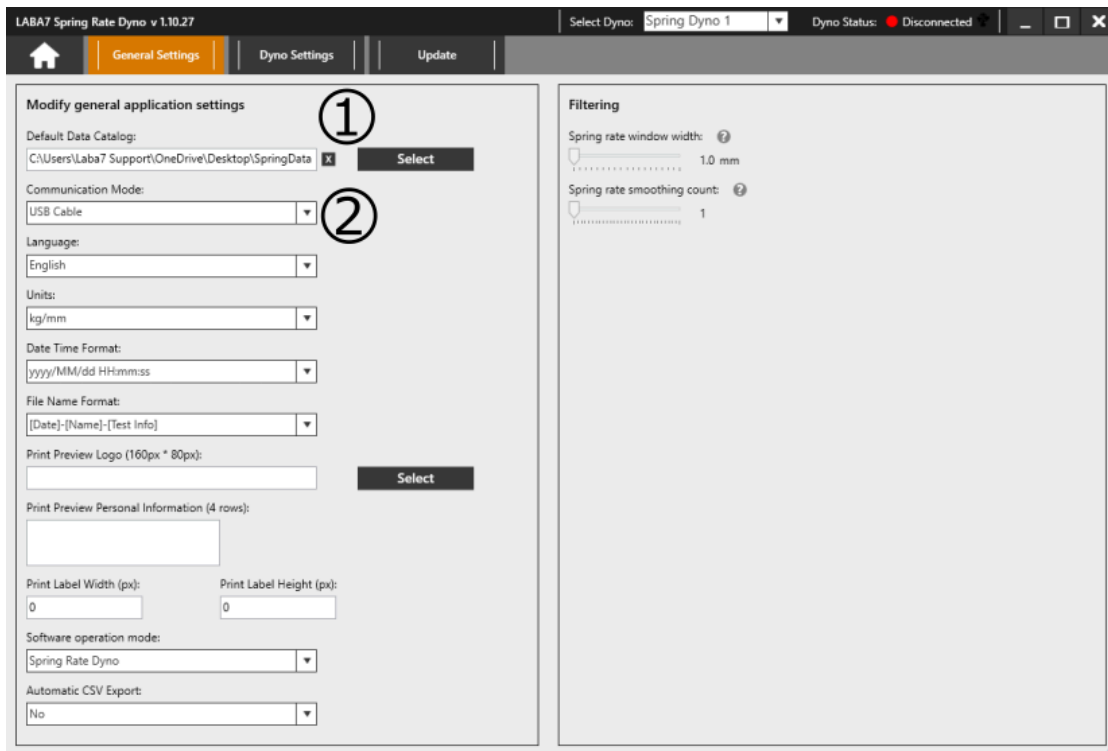 LABA7 Spring Rate Dyno v 1.10.27
Select Dyno: Spring Dyno 1
Dyno Status: Disconnected
General Settings
Dyno Settings
Update
Modify general application settings
①
Default Data Catalog:
C:\Users\Laba7 Support\OneDrive\Desktop\SpringData
X
Select
Communication Mode:
USB Cable
②
Language:
English
Units:
kg/mm
Date Time Format:
yyyy/MM/dd HH:mm:ss
File Name Format:
[Date]-[Name]-[Test Info]
Print Preview Logo (160px * 80px):
Select
Print Preview Personal Information (4 rows):
Print Label Width (px): Print Label Height (px):
0 0
Software operation mode:
Spring Rate Dyno
Automatic CSV Export:
No
Filtering
Spring rate window width: ?
1.0 mm
Spring rate smoothing count: ?
1